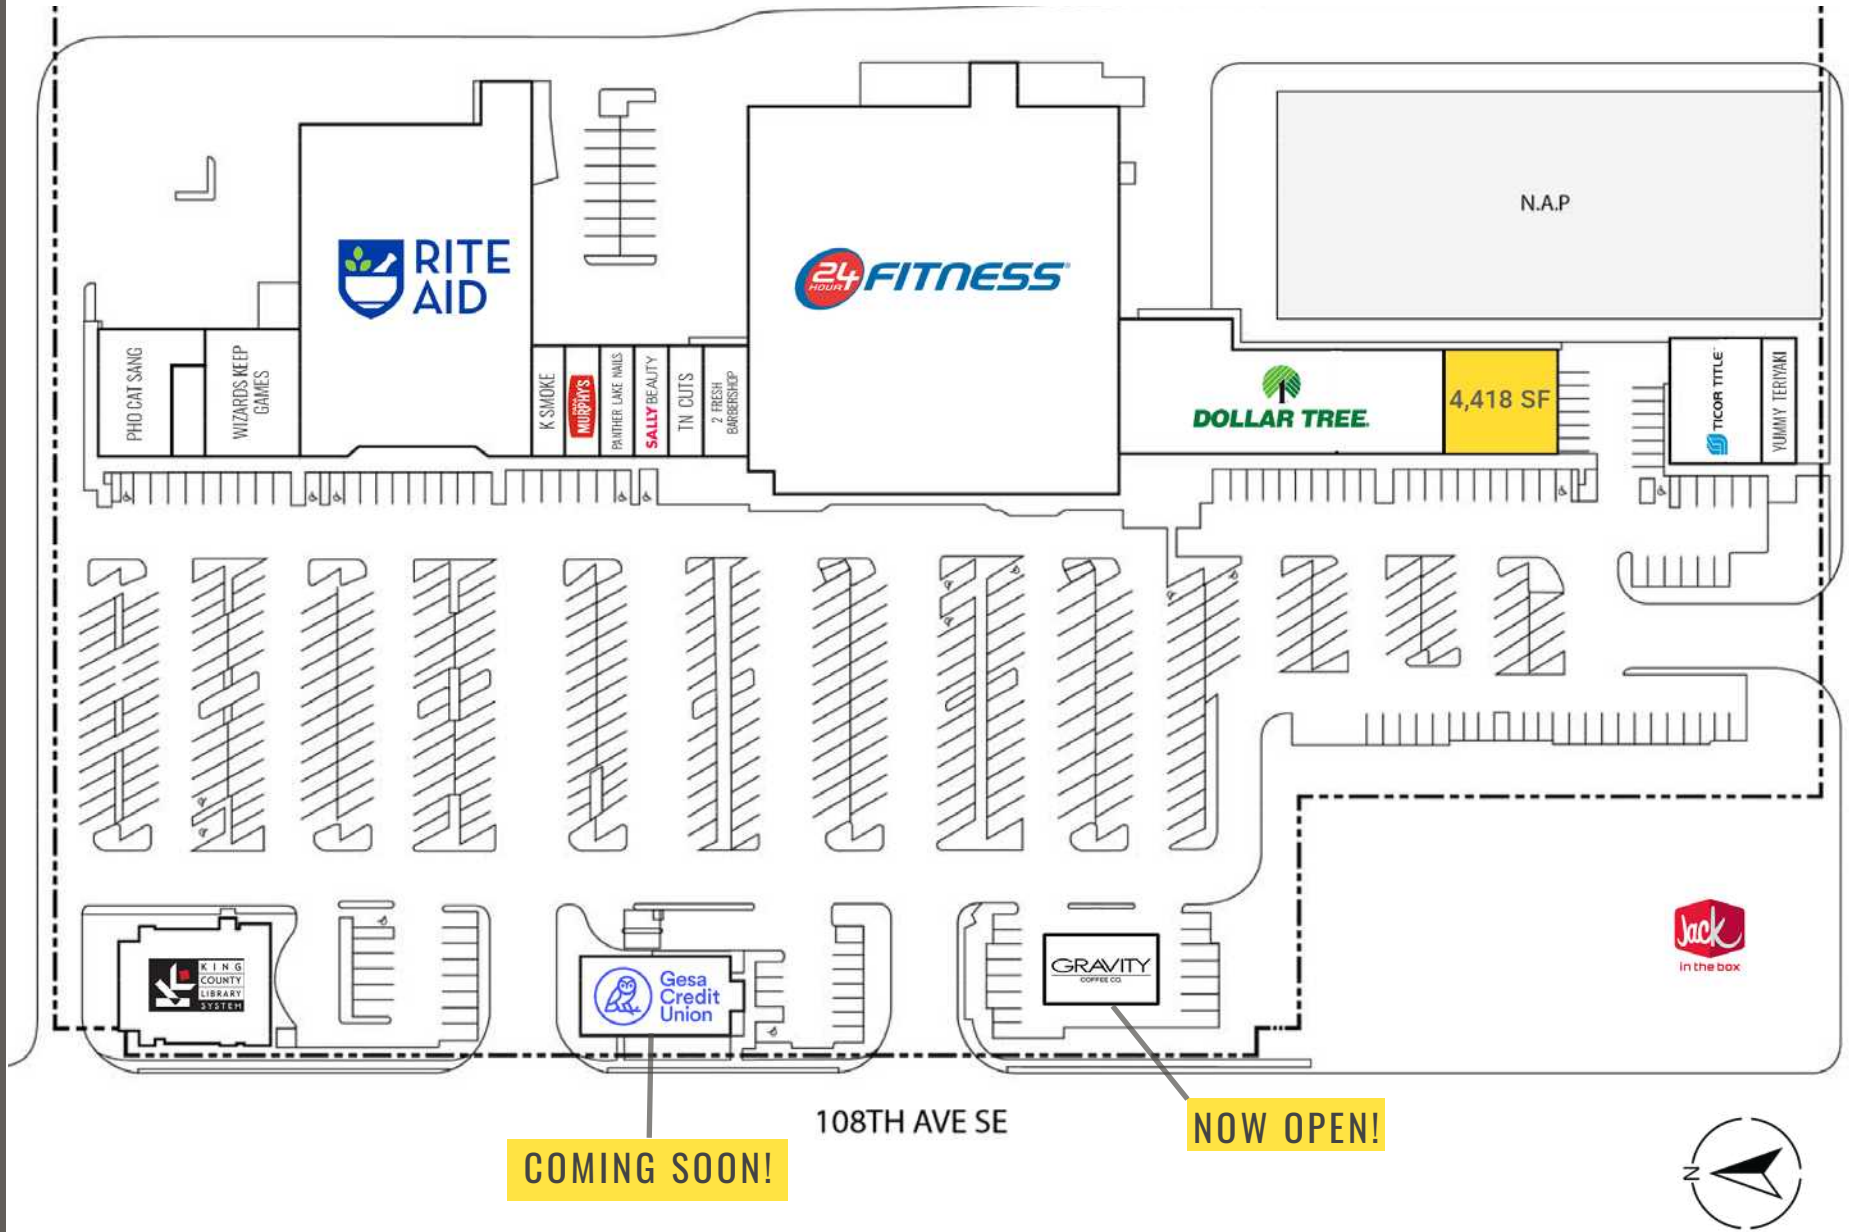 N.A.P
RITE
AID
24
HOUR
FITNESS
PHO CAT SANG
WIZARDS KEEP
GAMES
K SMOKE
PAPA
MURPHY'S
PANTHER LAKE NAILS
SALLY BEAUTY
TN CUTS
2 FRESH
BARBERSHOP
DOLLAR TREE
4,418 SF
TICOR TITLE
YUMMY TERIYAKI
KING
COUNTY
LIBRARY
SYSTEM
Gesa
Credit
Union
GRAVITY
COFFEE CO.
Jack
in the box
108TH AVE SE
NOW OPEN!
COMING SOON!
N